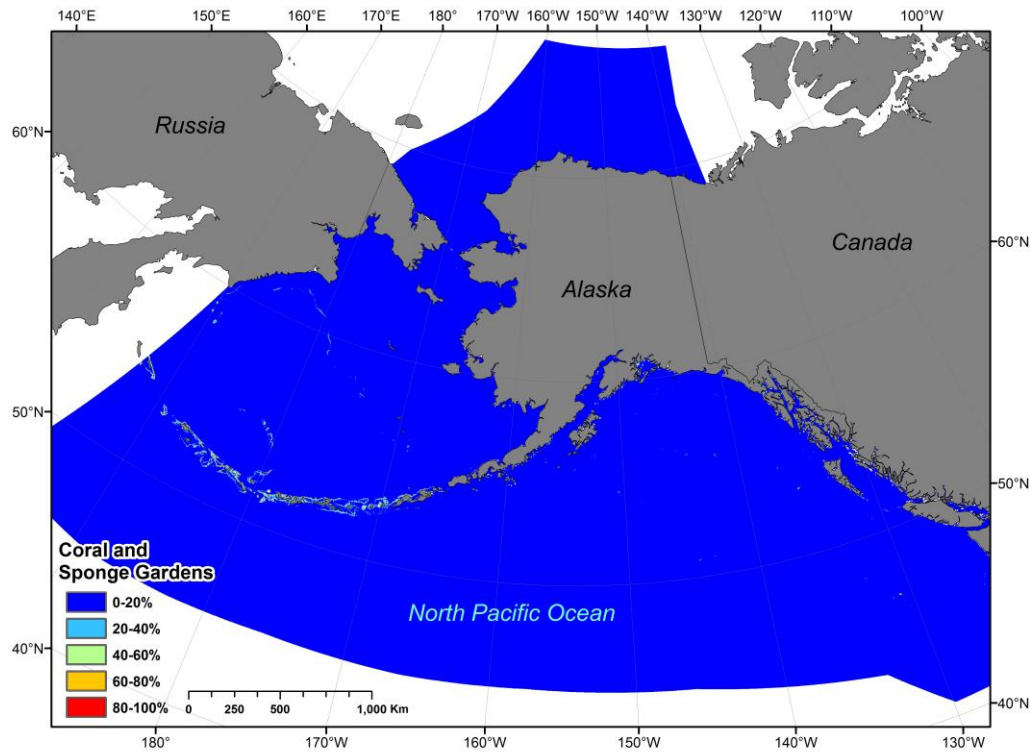 140°E 150°E 160°E 170°E 180° 170°W 160°W 150°W 140°W 130°W 120°W 110°W 100°W
60°N
Russia
Canada
60°N
Alaska
50°N
50°N
Coral and
Sponge Gardens
0-20%
20-40%
40-60%
60-80%
80-100%
North Pacific Ocean
40°N
0 250 500 1,000 Km
40°N
180° 170°W 160°W 150°W 140°W 130°W